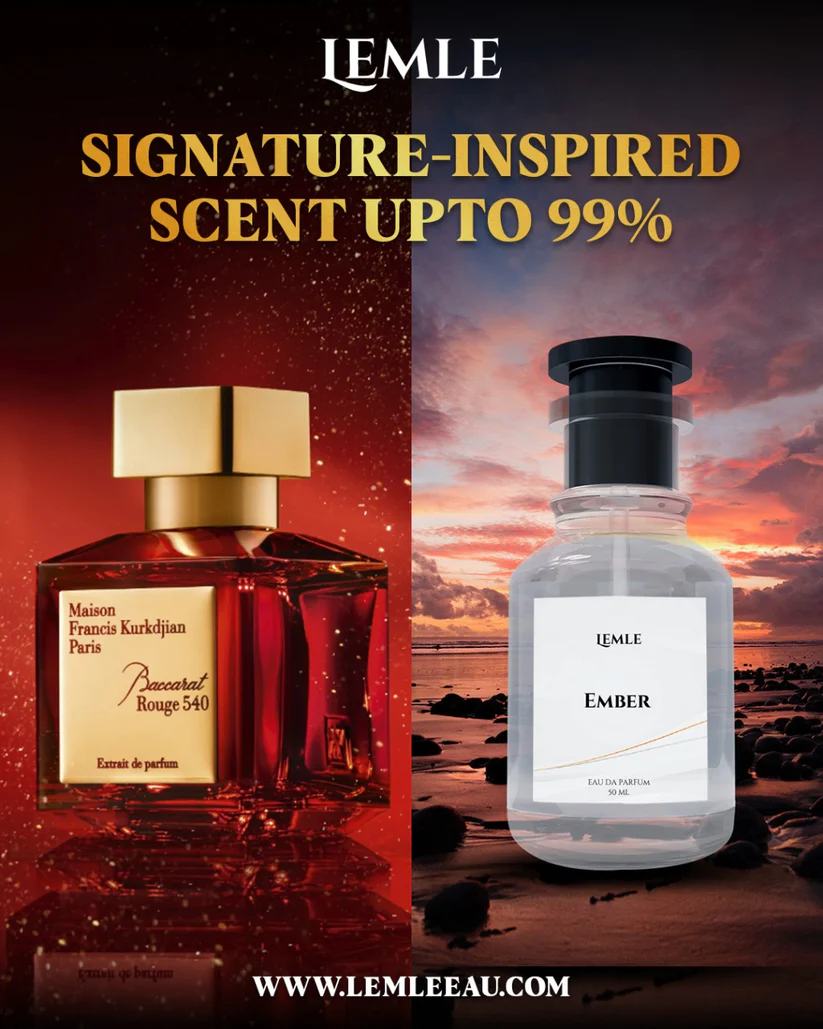 LEMLE
SIGNATURE-INSPIRED
SCENT UPTO 99%
Maison
Francis Kurkdjian
Paris
Baccarat
Rouge 540
Extrait de parfum
LEMLE
EMBER
EAU DA PARFUM
50 ML
WWW.LEMLEEAU.COM